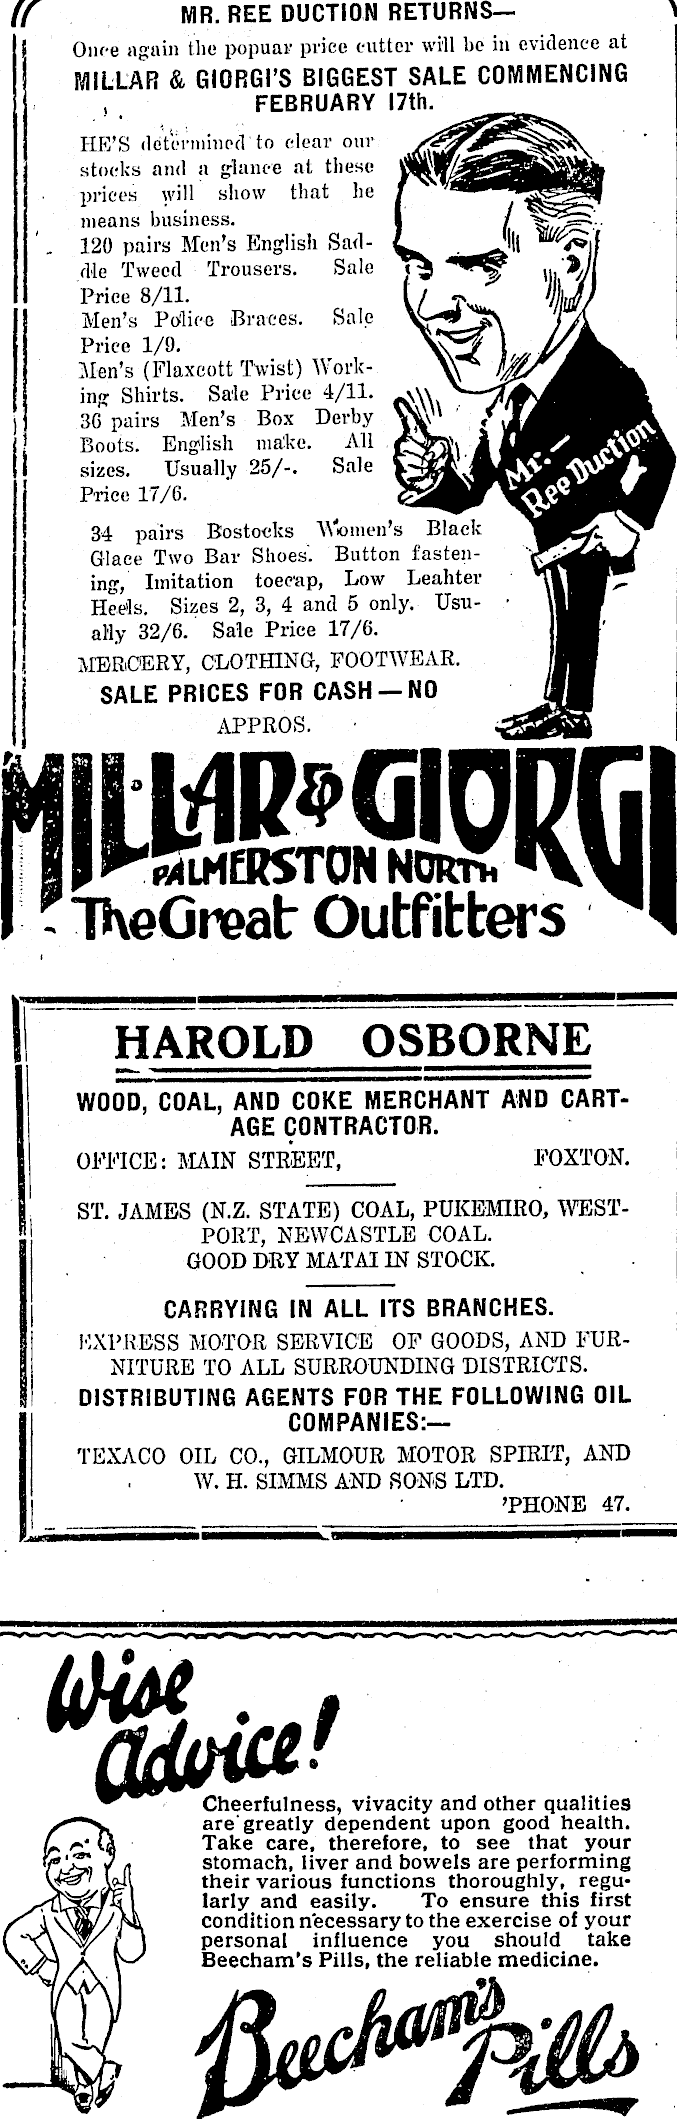 MR. REE DUCTION RETURNS—
Once again the popuar price cutter will be in evidence at
MILLAR & GIORGI'S BIGGEST SALE COMMENCING
FEBRUARY 17th.
HE'S determined to clear our
stocks and a glance at these
prices will show that he
means business.
120 pairs Men's English Sad-
dle Tweed Trousers. Sale
Price 8/11.
Men's Police Braces. Sale
Price 1/9.
Men's (Flaxcott Twist) Work-
ing Shirts. Sale Price 4/11.
36 pairs Men's Box Derby
Boots. English make. All
sizes. Usually 25/-. Sale
Price 17/6.
Mr.—
Ree Duction
34 pairs Bostocks Women's Black
Glace Two Bar Shoes. Button fasten-
ing, Imitation toecap, Low Leahter
Heels. Sizes 2, 3, 4 and 5 only. Usu-
ally 32/6. Sale Price 17/6.
MERCERY, CLOTHING, FOOTWEAR.
SALE PRICES FOR CASH — NO
APPROS.
MILLAR & GIORGI
PALMERSTON NORTH
The Great Outfitters
HAROLD OSBORNE
WOOD, COAL, AND COKE MERCHANT AND CART-
AGE CONTRACTOR.
OFFICE: MAIN STREET, FOXTON.
ST. JAMES (N.Z. STATE) COAL, PUKEMIRO, WEST-
PORT, NEWCASTLE COAL.
GOOD DRY MATAI IN STOCK.
CARRYING IN ALL ITS BRANCHES.
EXPRESS MOTOR SERVICE OF GOODS, AND FUR-
NITURE TO ALL SURROUNDING DISTRICTS.
DISTRIBUTING AGENTS FOR THE FOLLOWING OIL
COMPANIES:—
TEXACO OIL CO., GILMOUR MOTOR SPIRIT, AND
W. H. SIMMS AND SONS LTD.
'PHONE 47.
Wise
Advice!
Cheerfulness, vivacity and other qualities
are greatly dependent upon good health.
Take care, therefore, to see that your
stomach, liver and bowels are performing
their various functions thoroughly, regu-
larly and easily. To ensure this first
condition necessary to the exercise of your
personal influence you should take
Beecham's Pills, the reliable medicine.
Beecham's
Pills